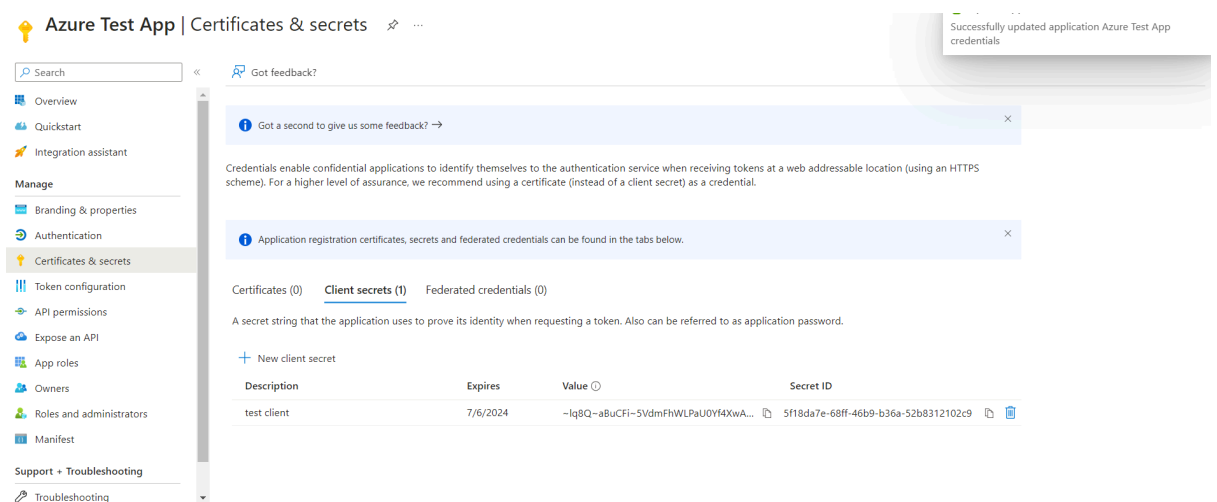 Azure Test App | Certificates & secrets
Successfully updated application Azure Test App
credentials
Search
Got feedback?
Overview
Quickstart
Integration assistant
Manage
Branding & properties
Authentication
Certificates & secrets
Token configuration
API permissions
Expose an API
App roles
Owners
Roles and administrators
Manifest
Support + Troubleshooting
Troubleshooting
Got a second to give us some feedback?
Credentials enable confidential applications to identify themselves to the authentication service when receiving tokens at a web addressable location (using an HTTPS
scheme). For a higher level of assurance, we recommend using a certificate (instead of a client secret) as a credential.
Application registration certificates, secrets and federated credentials can be found in the tabs below.
Certificates (0) Client secrets (1) Federated credentials (0)
A secret string that the application uses to prove its identity when requesting a token. Also can be referred to as application password.
New client secret
Description Expires Value Secret ID
test client 7/6/2024 ~lq8Q~aBuCFi~5VdmFhWLPaU0Yf4XwA... 5f18da7e-68ff-46b9-b36a-52b8312102c9